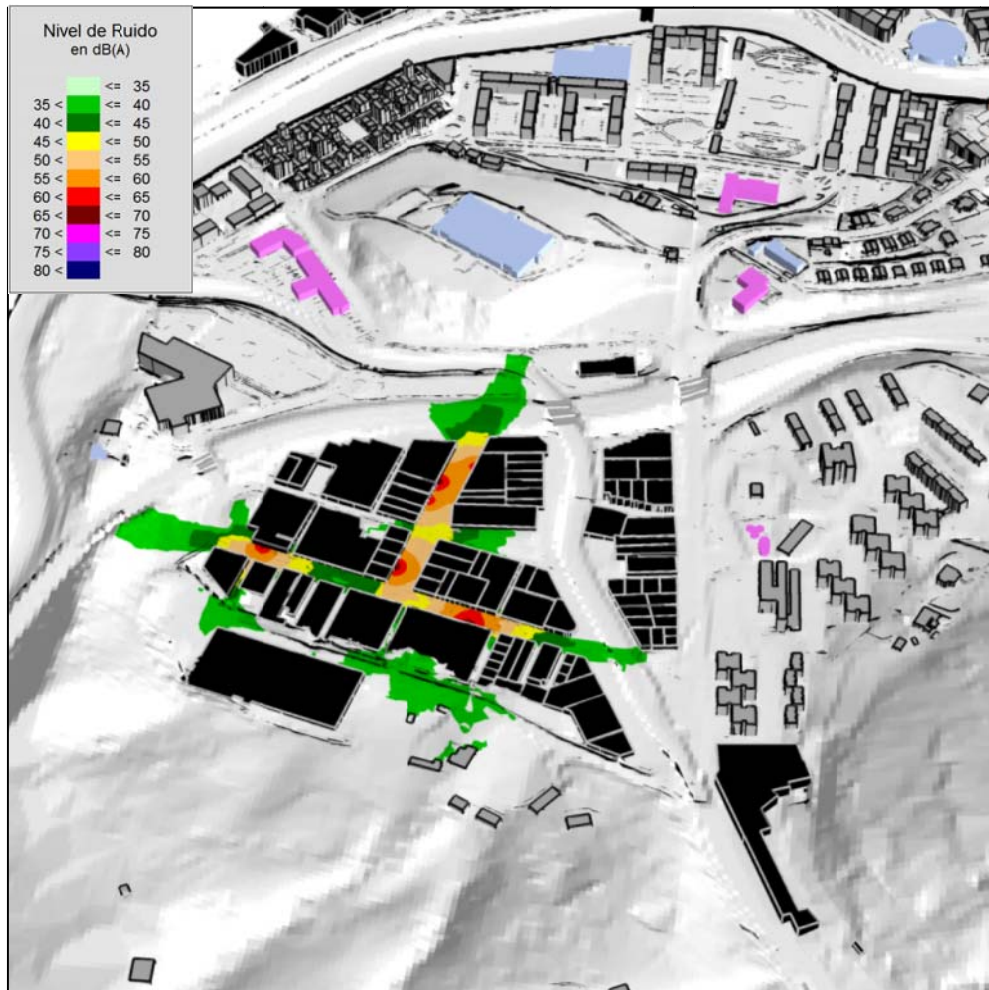 Nivel de Ruido
en dB(A)
<= 35
35 < <= 40
40 < <= 45
45 < <= 50
50 < <= 55
55 < <= 60
60 < <= 65
65 < <= 70
70 < <= 75
75 < <= 80
80 <